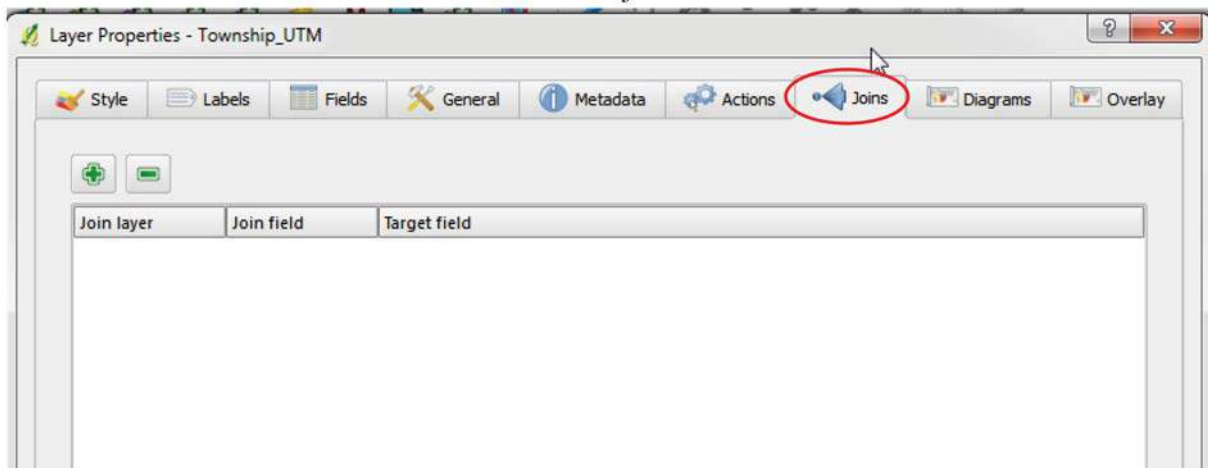 Layer Properties - Township_UTM
Style Labels Fields General Metadata Actions Joins Diagrams Overlay
Join layer Join field Target field